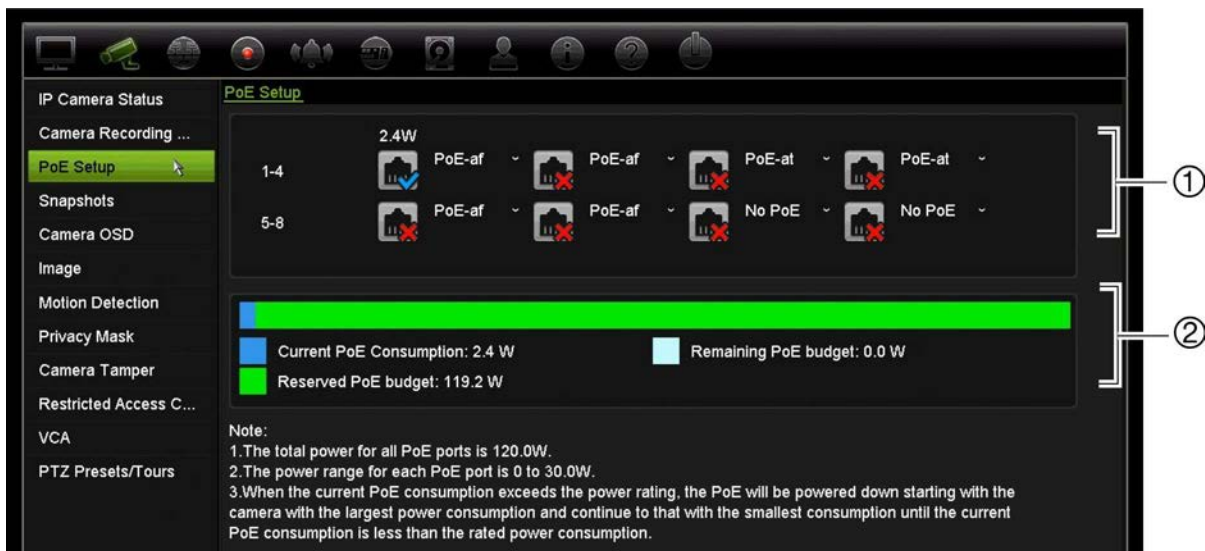 IP Camera Status
Camera Recording ...
PoE Setup
Snapshots
Camera OSD
Image
Motion Detection
Privacy Mask
Camera Tamper
Restricted Access C...
VCA
PTZ Presets/Tours
PoE Setup
2.4W
1-4 PoE-af PoE-af PoE-at PoE-at
5-8 PoE-af PoE-af No PoE No PoE
①
Current PoE Consumption: 2.4 W Remaining PoE budget: 0.0 W
Reserved PoE budget: 119.2 W
②
Note:
1.The total power for all PoE ports is 120.0W.
2.The power range for each PoE port is 0 to 30.0W.
3.When the current PoE consumption exceeds the power rating, the PoE will be powered down starting with the
camera with the largest power consumption and continue to that with the smallest consumption until the current
PoE consumption is less than the rated power consumption.